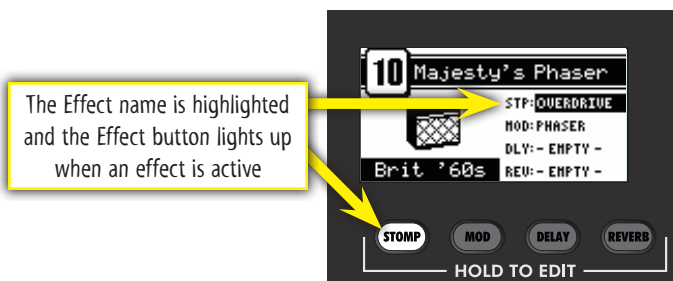 The Effect name is highlighted
and the Effect button lights up
when an effect is active
10 Majesty's Phaser
STP:OVERDRIVE
MOD:PHASER
DLY:- EMPTY -
Brit '60s REV:- EMPTY -
STOMP MOD DELAY REVERB
HOLD TO EDIT